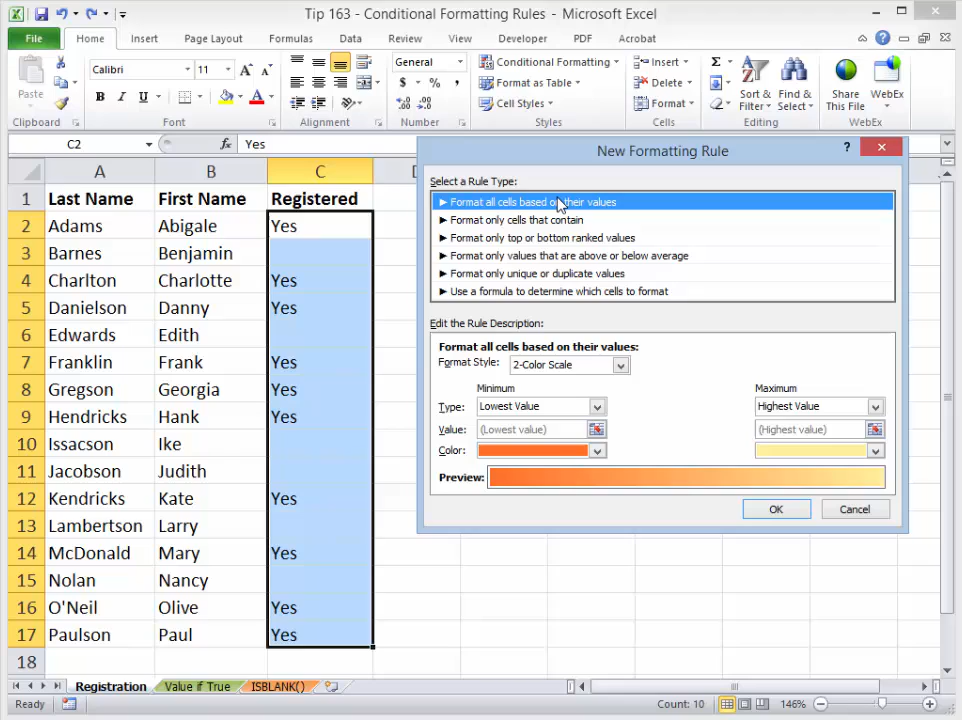 Tip 163 - Conditional Formatting Rules - Microsoft Excel
File Home Insert Page Layout Formulas Data Review View Developer PDF Acrobat
Paste
Calibri 11
B I U
A A
General
$ % ,
Conditional Formatting
Format as Table
Cell Styles
Insert
Delete
Format
Σ
Sort & Filter
Find & Select
Share This File
WebEx
Clipboard Font Alignment Number Styles Cells Editing WebEx
C2 fx Yes
A B C
1 Last Name First Name Registered
2 Adams Abigale Yes
3 Barnes Benjamin
4 Charlton Charlotte Yes
5 Danielson Danny Yes
6 Edwards Edith
7 Franklin Frank Yes
8 Gregson Georgia Yes
9 Hendricks Hank Yes
10 Issacson Ike
11 Jacobson Judith
12 Kendricks Kate Yes
13 Lambertson Larry
14 McDonald Mary Yes
15 Nolan Nancy
16 O'Neil Olive Yes
17 Paulson Paul Yes
18
New Formatting Rule
Select a Rule Type:
► Format all cells based on their values
► Format only cells that contain
► Format only top or bottom ranked values
► Format only values that are above or below average
► Format only unique or duplicate values
► Use a formula to determine which cells to format
Edit the Rule Description:
Format all cells based on their values:
Format Style: 2-Color Scale
Minimum Maximum
Type: Lowest Value Highest Value
Value: (Lowest value) (Highest value)
Color:
Preview:
OK Cancel
Registration Value if True ISBLANK()
Ready Count: 10 146%